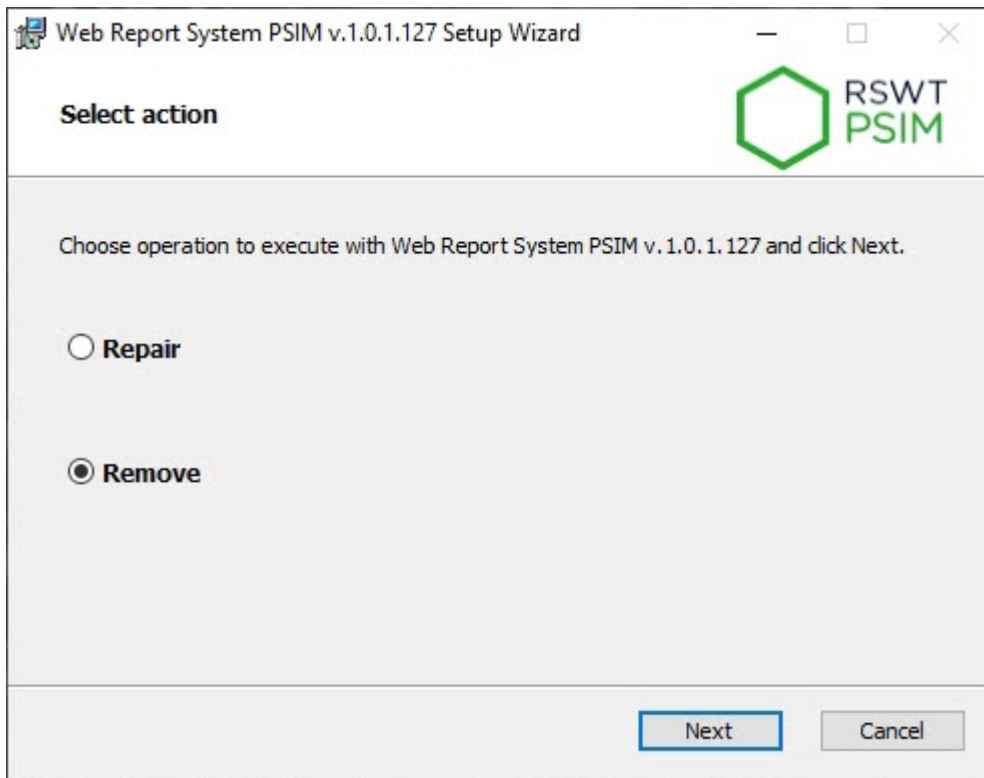 Web Report System PSIM v.1.0.1.127 Setup Wizard
Select action
RSWT
PSIM
Choose operation to execute with Web Report System PSIM v.1.0.1.127 and click Next.
Repair
Remove
Next
Cancel